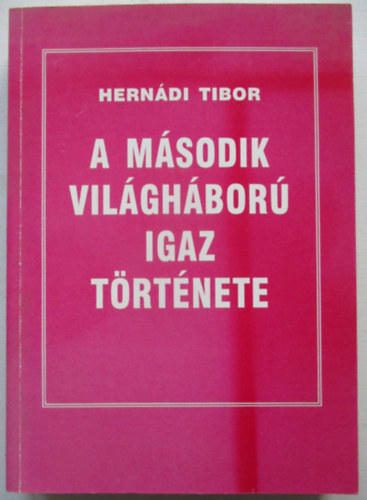 HERNÁDI TIBOR
A MÁSODIK
VILÁGHÁBORÚ
IGAZ
TÖRTÉNETE